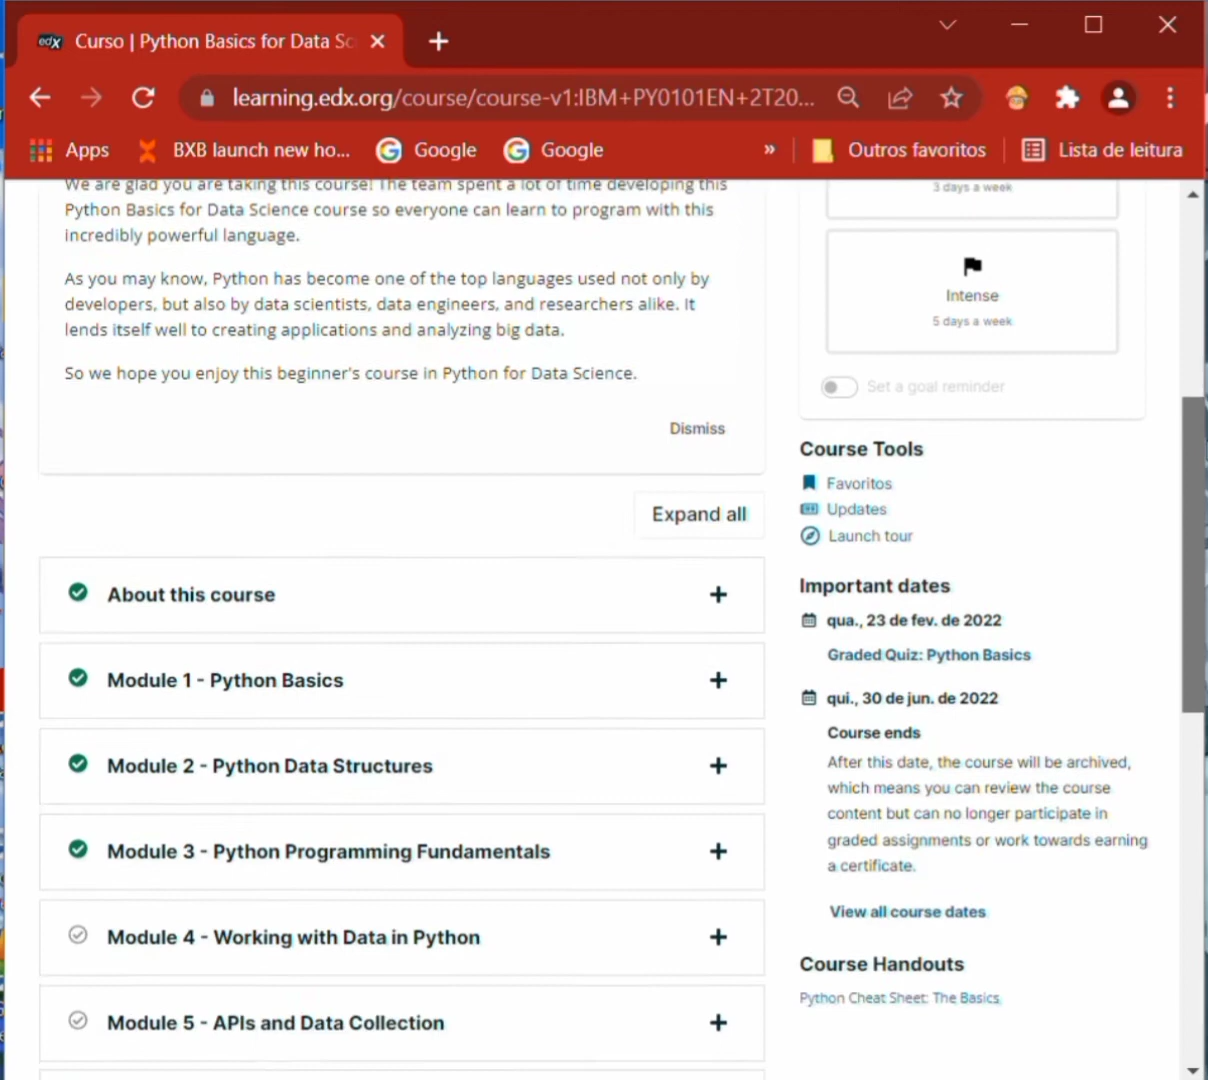 edX Curso | Python Basics for Data Sc
learning.edx.org/course/course-v1:IBM+PY0101EN+2T20...
Apps
BXB launch new ho...
Google
Google
»
Outros favoritos
Lista de leitura
We are glad you are taking this course! The team spent a lot of time developing this
Python Basics for Data Science course so everyone can learn to program with this
incredibly powerful language.
As you may know, Python has become one of the top languages used not only by
developers, but also by data scientists, data engineers, and researchers alike. It
lends itself well to creating applications and analyzing big data.
So we hope you enjoy this beginner's course in Python for Data Science.
Dismiss
Expand all
About this course
Module 1 - Python Basics
Module 2 - Python Data Structures
Module 3 - Python Programming Fundamentals
Module 4 - Working with Data in Python
Module 5 - APIs and Data Collection
3 days a week
Intense
5 days a week
Set a goal reminder
Course Tools
Favoritos
Updates
Launch tour
Important dates
qua., 23 de fev. de 2022
Graded Quiz: Python Basics
qui., 30 de jun. de 2022
Course ends
After this date, the course will be archived,
which means you can review the course
content but can no longer participate in
graded assignments or work towards earning
a certificate.
View all course dates
Course Handouts
Python Cheat Sheet: The Basics